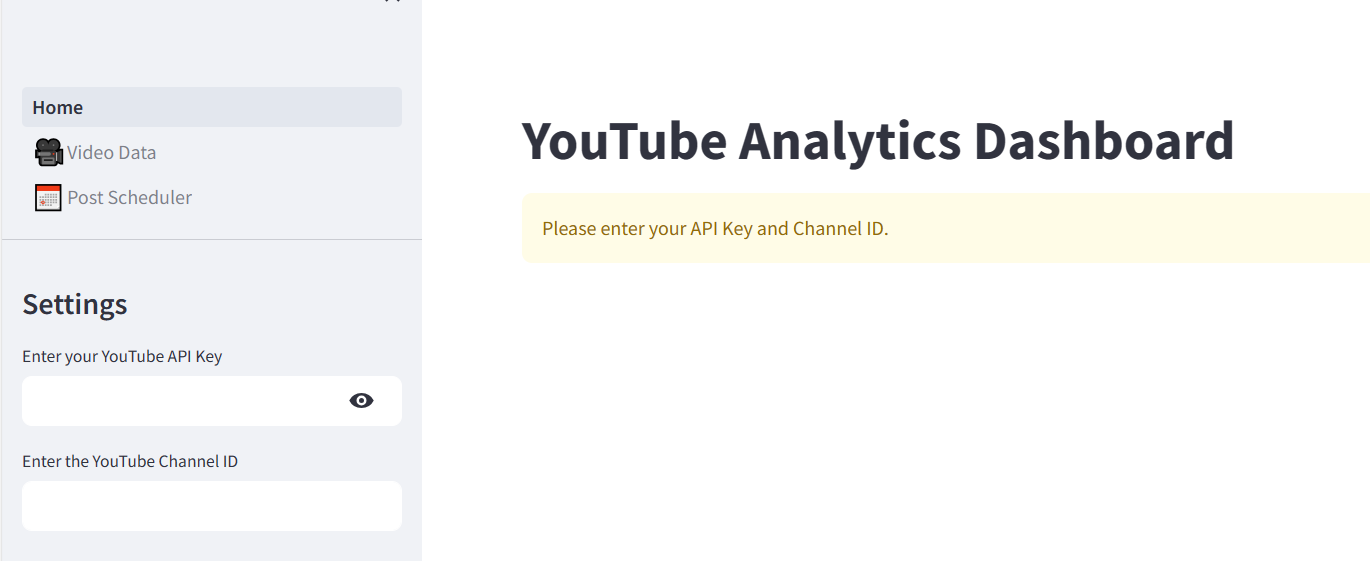 Home
Video Data
Post Scheduler
Settings
Enter your YouTube API Key
Enter the YouTube Channel ID
YouTube Analytics Dashboard
Please enter your API Key and Channel ID.